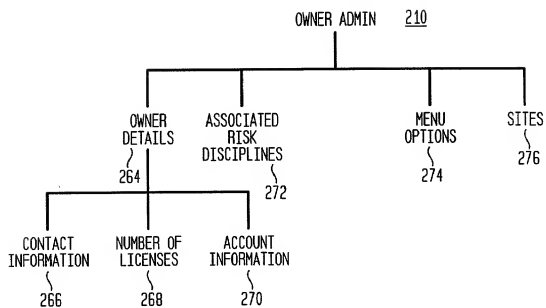 OWNER ADMIN 210
OWNER
DETAILS
264
ASSOCIATED
RISK
DISCIPLINES
272
MENU
OPTIONS
274
SITES
276
CONTACT
INFORMATION
266
NUMBER OF
LICENSES
268
ACCOUNT
INFORMATION
270